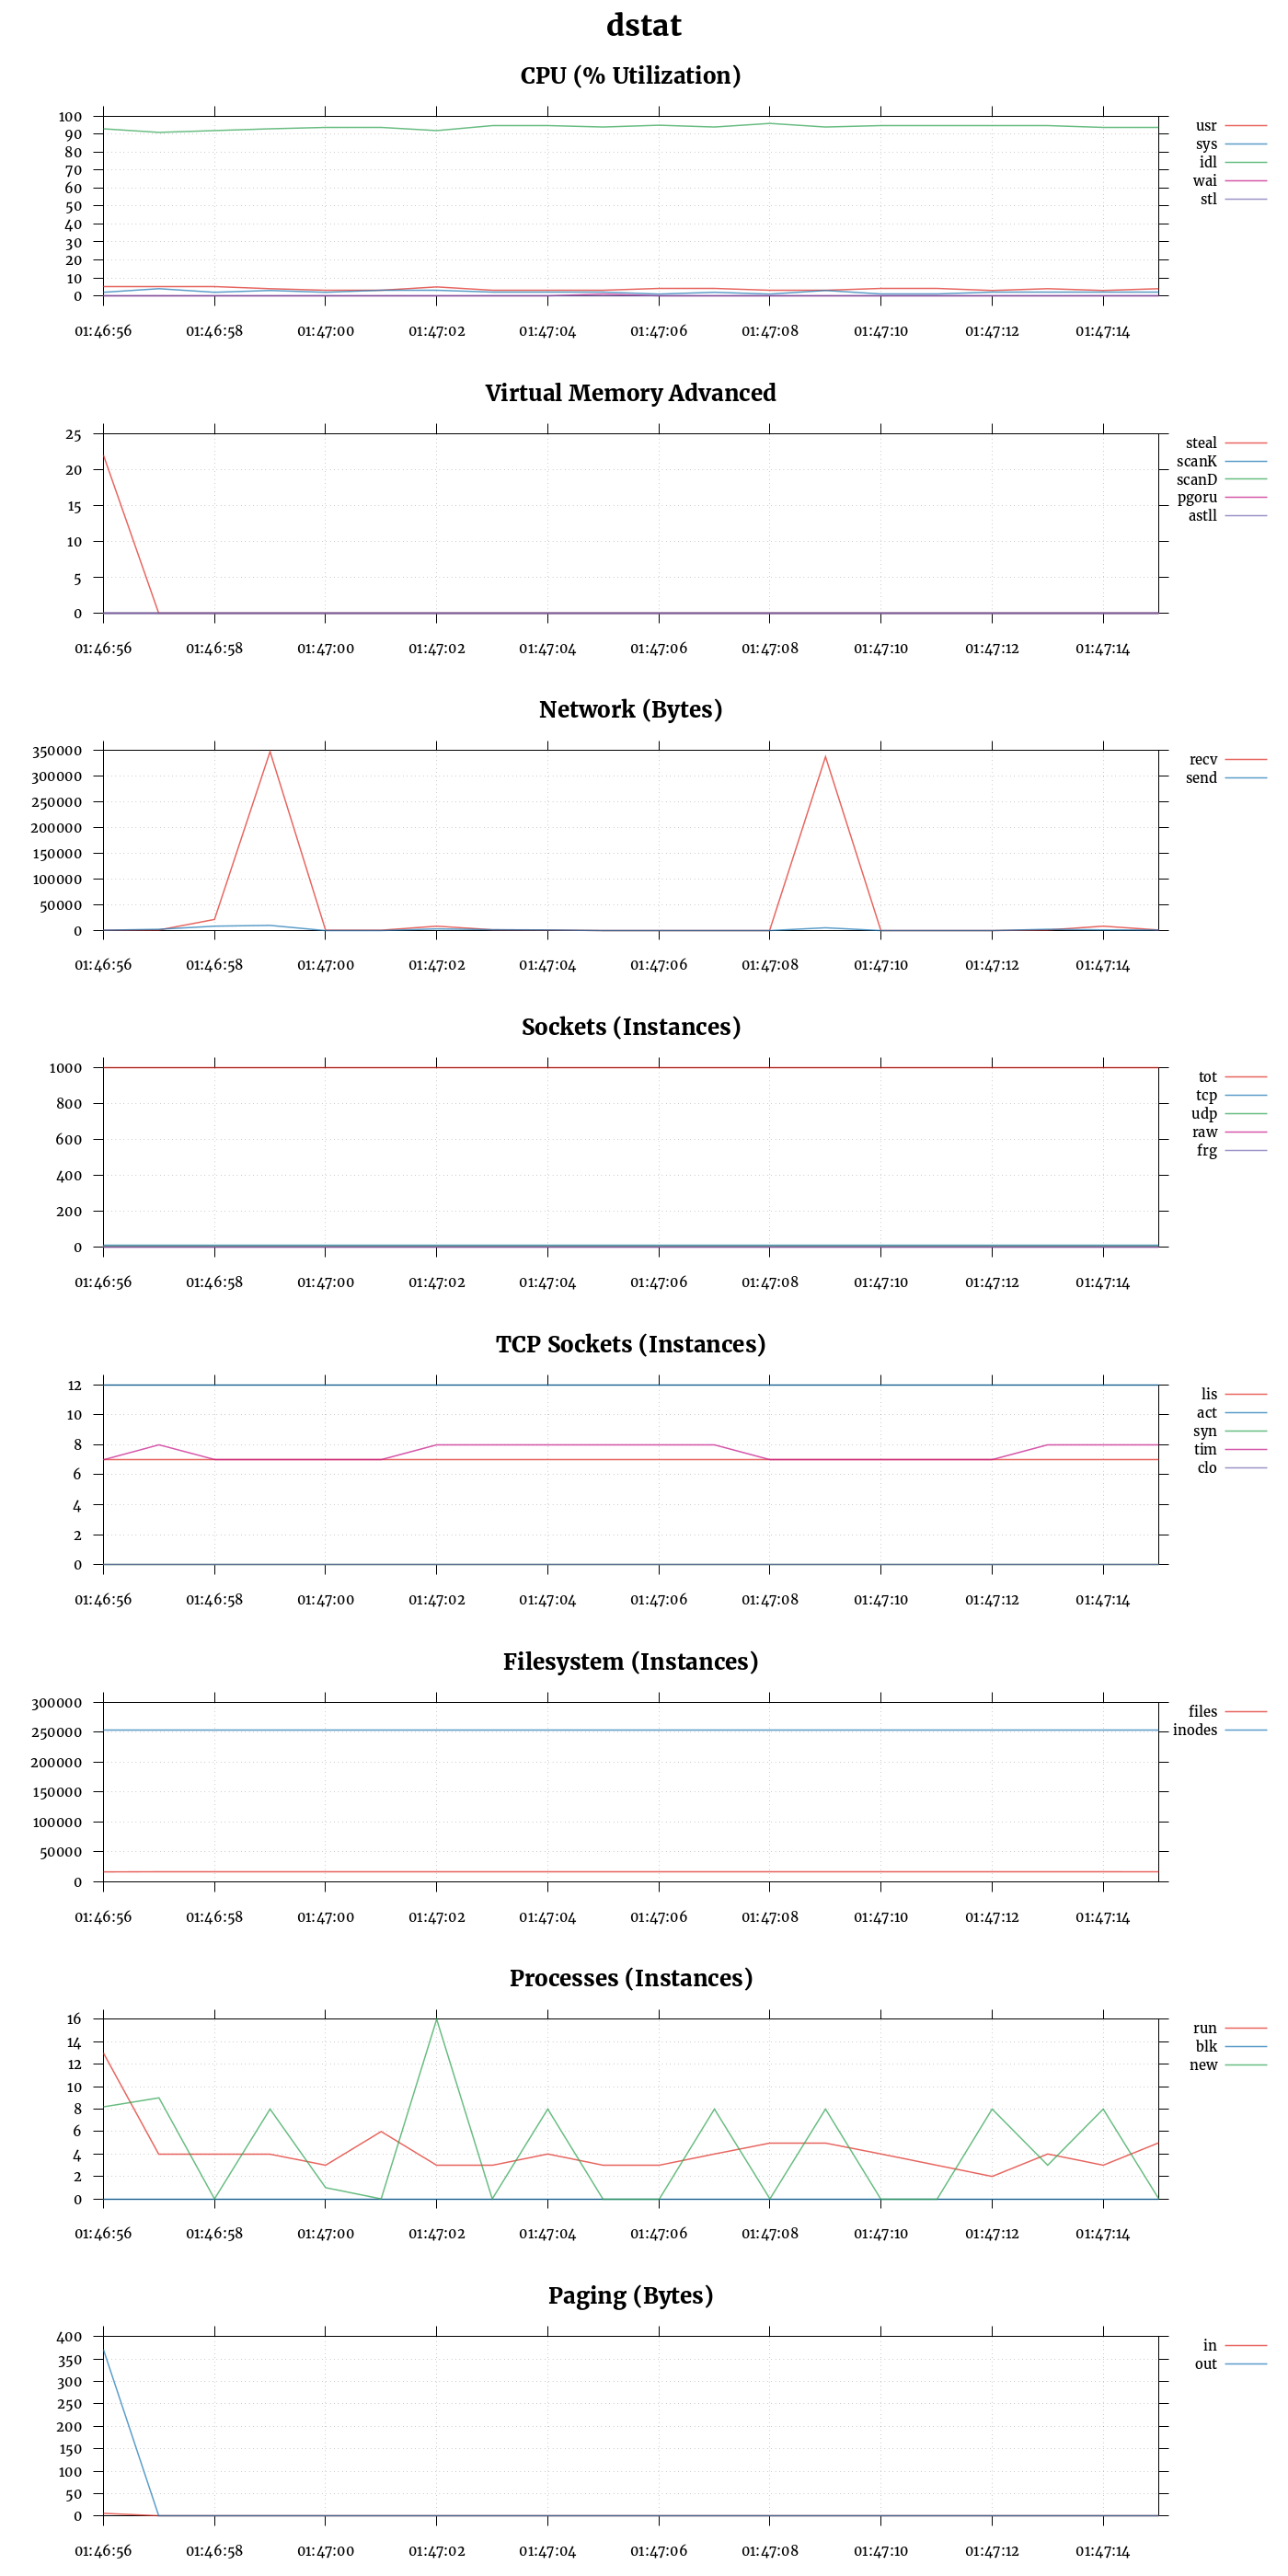 dstat
CPU (% Utilization)
100
90
80
70
60
50
40
30
20
10
0
usr
sys
idl
wai
stl
01:46:56 01:46:58 01:47:00 01:47:02 01:47:04 01:47:06 01:47:08 01:47:10 01:47:12 01:47:14
Virtual Memory Advanced
25
20
15
10
5
0
steal
scanK
scanD
pgoru
astll
01:46:56 01:46:58 01:47:00 01:47:02 01:47:04 01:47:06 01:47:08 01:47:10 01:47:12 01:47:14
Network (Bytes)
350000
300000
250000
200000
150000
100000
50000
0
recv
send
01:46:56 01:46:58 01:47:00 01:47:02 01:47:04 01:47:06 01:47:08 01:47:10 01:47:12 01:47:14
Sockets (Instances)
1000
800
600
400
200
0
tot
tcp
udp
raw
frg
01:46:56 01:46:58 01:47:00 01:47:02 01:47:04 01:47:06 01:47:08 01:47:10 01:47:12 01:47:14
TCP Sockets (Instances)
12
10
8
6
4
2
0
lis
act
syn
tim
clo
01:46:56 01:46:58 01:47:00 01:47:02 01:47:04 01:47:06 01:47:08 01:47:10 01:47:12 01:47:14
Filesystem (Instances)
300000
250000
200000
150000
100000
50000
0
files
inodes
01:46:56 01:46:58 01:47:00 01:47:02 01:47:04 01:47:06 01:47:08 01:47:10 01:47:12 01:47:14
Processes (Instances)
16
14
12
10
8
6
4
2
0
run
blk
new
01:46:56 01:46:58 01:47:00 01:47:02 01:47:04 01:47:06 01:47:08 01:47:10 01:47:12 01:47:14
Paging (Bytes)
400
350
300
250
200
150
100
50
0
in
out
01:46:56 01:46:58 01:47:00 01:47:02 01:47:04 01:47:06 01:47:08 01:47:10 01:47:12 01:47:14